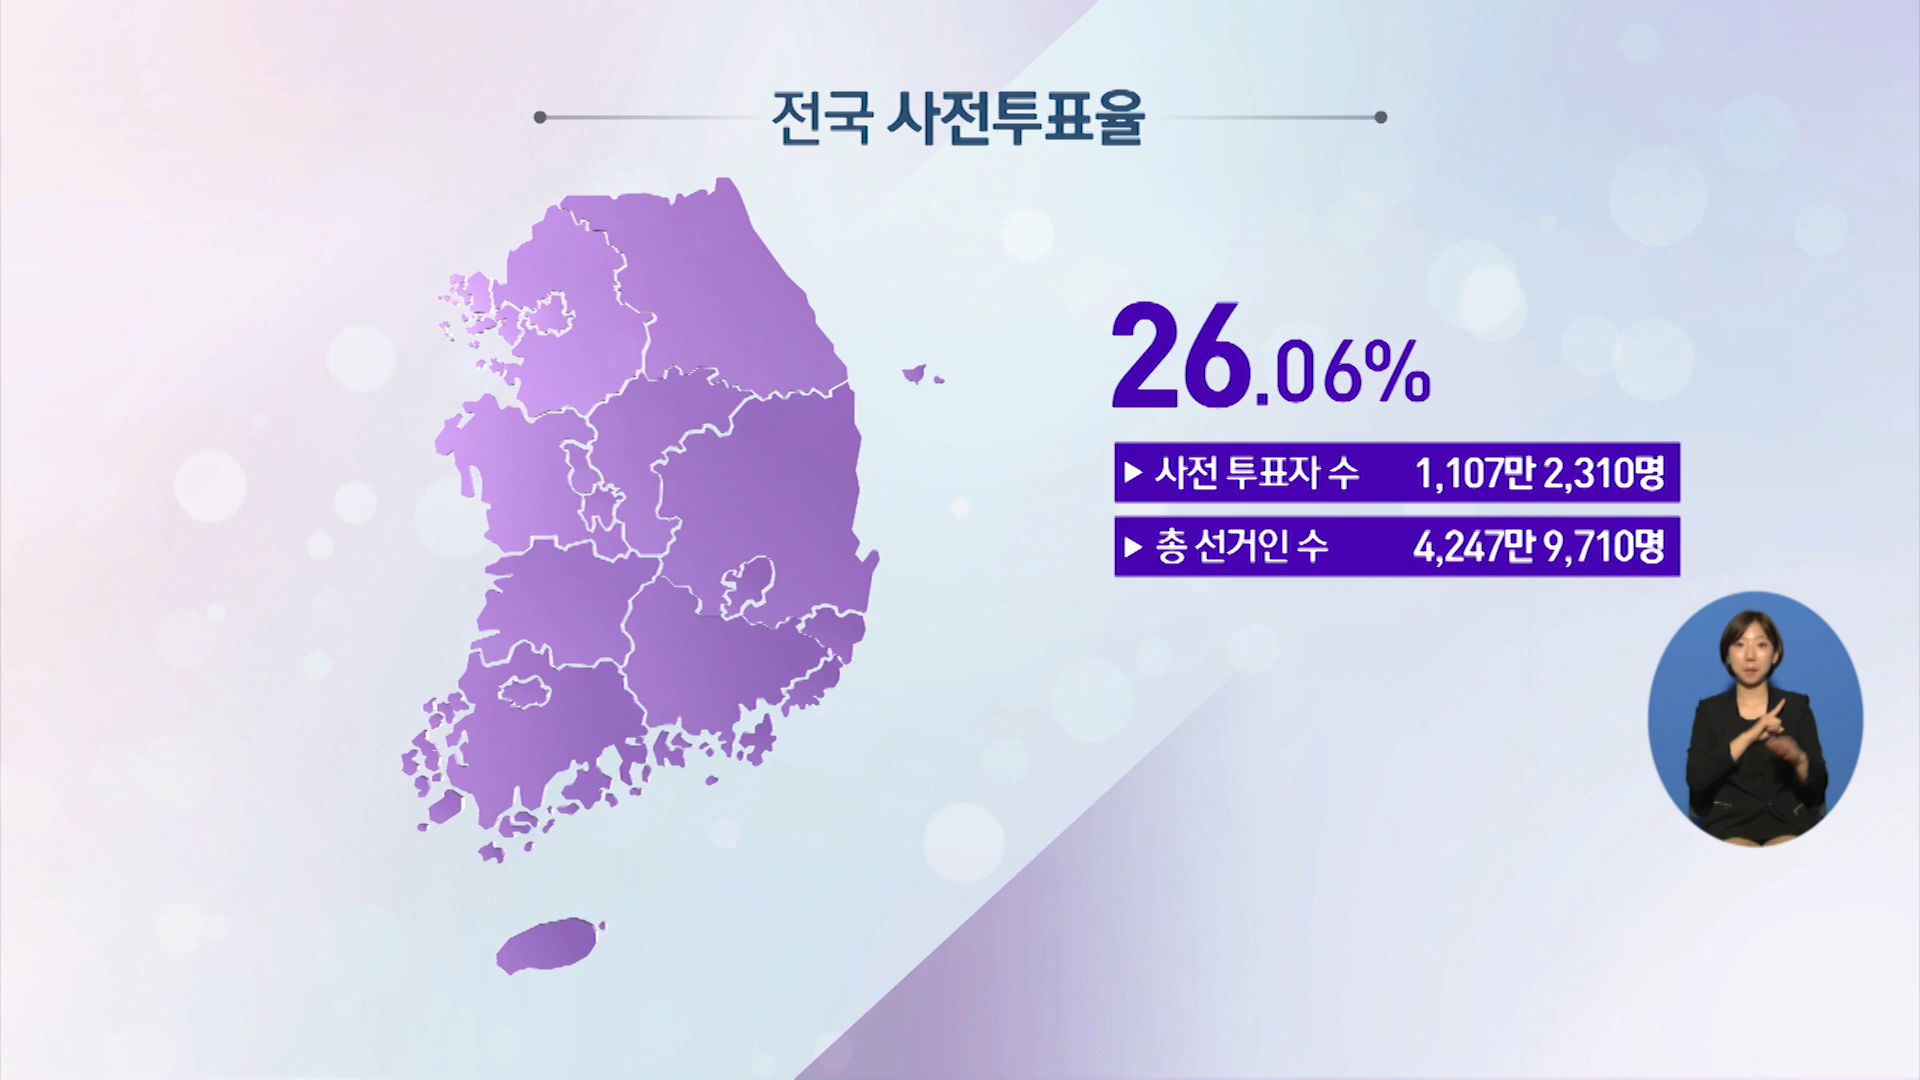 전국 사전투표율
26.06%
▶ 사전 투표자 수 1,107만 2,310명
▶ 총 선거인 수 4,247만 9,710명